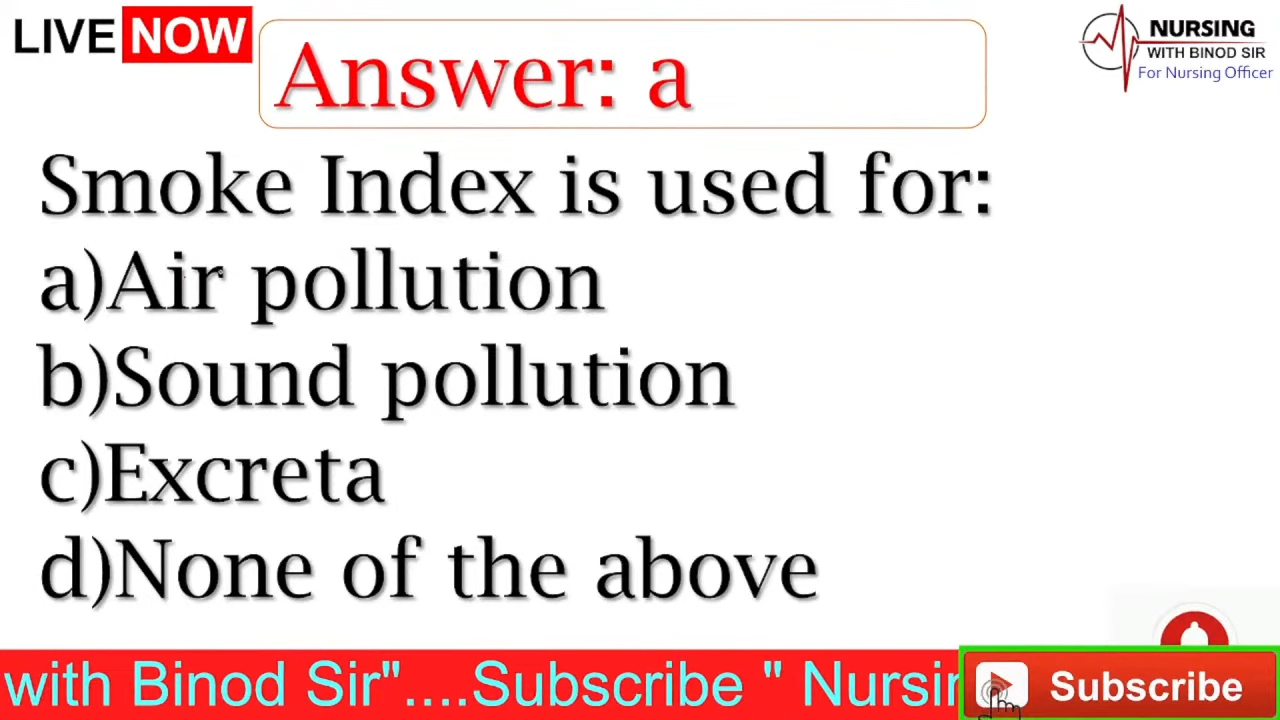 LIVE NOW
Answer: a
NURSING
WITH BINOD SIR
For Nursing Officer
Smoke Index is used for:
a)Air pollution
b)Sound pollution
c)Excreta
d)None of the above
with Binod Sir"....Subscribe " Nursin
Subscribe